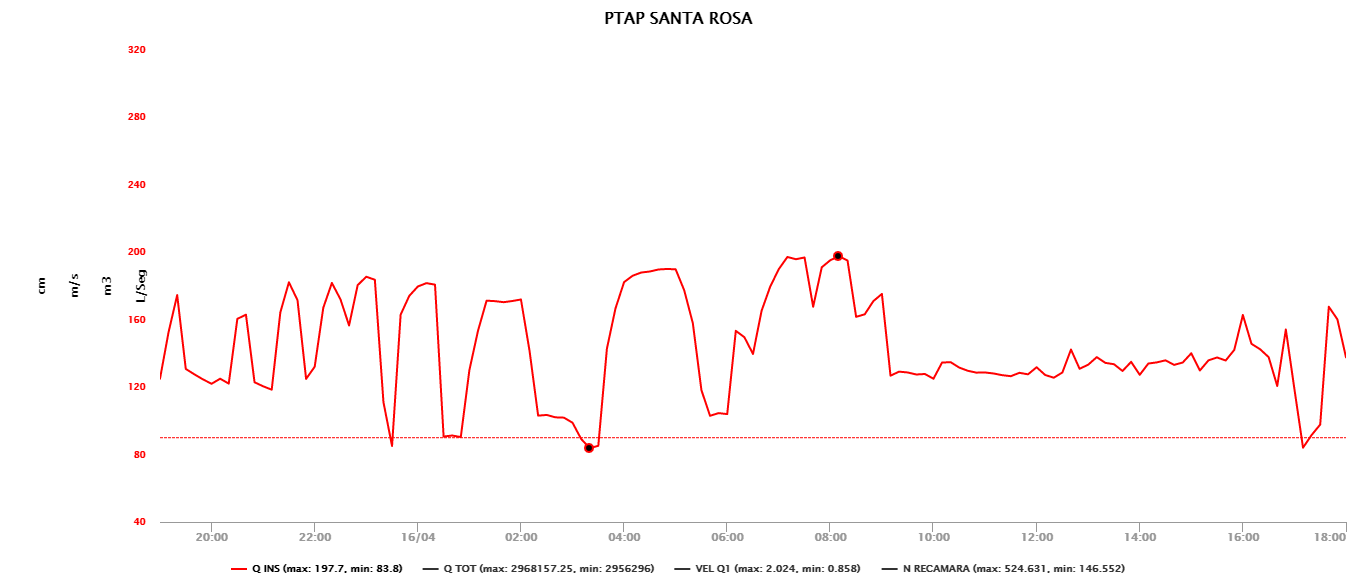 PTAP SANTA ROSA
320
280
240
200
160
120
80
40
cm
m/s
m3
L/Seg
20:00 22:00 16/04 02:00 04:00 06:00 08:00 10:00 12:00 14:00 16:00 18:00
Q INS (max: 197.7, min: 83.8) Q TOT (max: 2968157.25, min: 2956296) VEL Q1 (max: 2.024, min: 0.858) N RECAMARA (max: 524.631, min: 146.552)